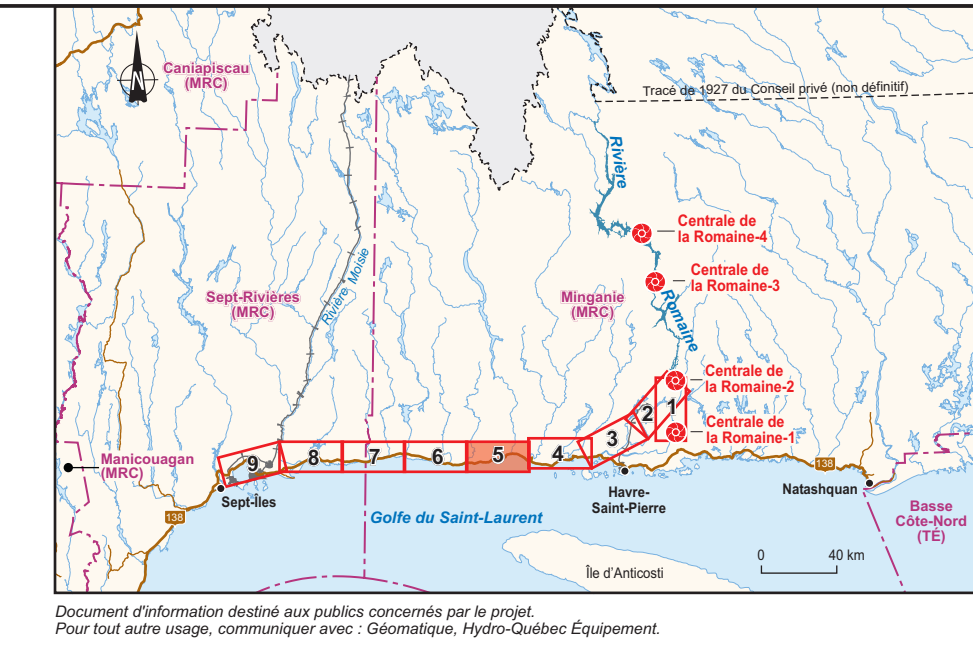 N
Caniapiscau
(MRC)
Tracé de 1927 du Conseil privé (non définitif)
Rivière
Centrale de
la Romaine-4
Centrale de
la Romaine-3
Sept-Rivières
(MRC)
Rivière Moisie
Minganie
(MRC)
Romaine
Centrale de
la Romaine-2
Centrale de
la Romaine-1
1
2
3
4
5
6
7
8
9
Manicouagan
(MRC)
Sept-Îles
138
Havre-
Saint-Pierre
138
Natashquan
Basse
Côte-Nord
(TÉ)
Golfe du Saint-Laurent
Île d'Anticosti
0 40 km
Document d'information destiné aux publics concernés par le projet.
Pour tout autre usage, communiquer avec : Géomatique, Hydro-Québec Équipement.